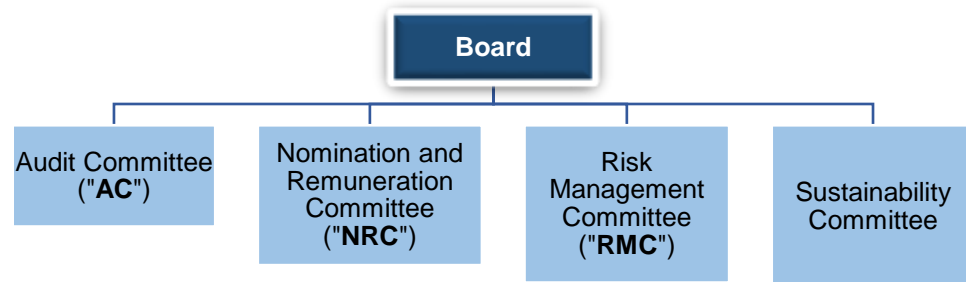 Board
Audit Committee
("AC")
Nomination and
Remuneration
Committee
("NRC")
Risk
Management
Committee
("RMC")
Sustainability
Committee